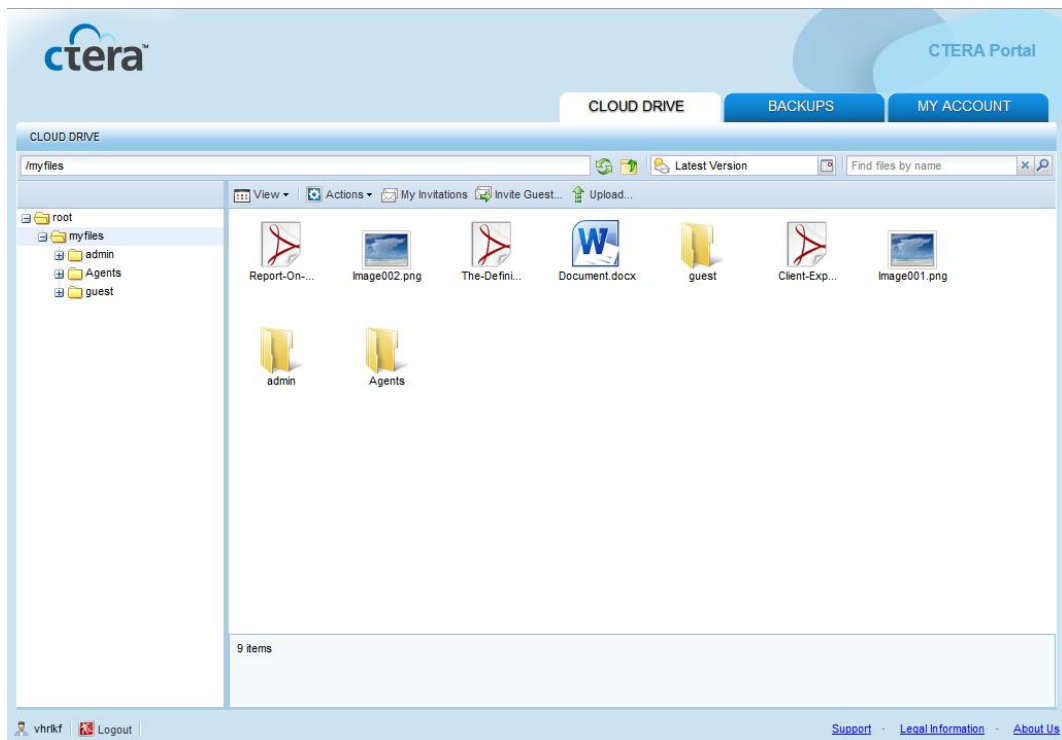 ctera™
CTERA Portal
CLOUD DRIVE BACKUPS MY ACCOUNT
CLOUD DRIVE
/myfiles Latest Version Find files by name
View Actions My Invitations Invite Guest... Upload...
root
myfiles
admin
Agents
guest
Report-On-... Image002.png The-Defini... Document.docx guest Client-Exp... Image001.png
admin Agents
9 items
vhrlkf Logout Support - Legal Information - About Us